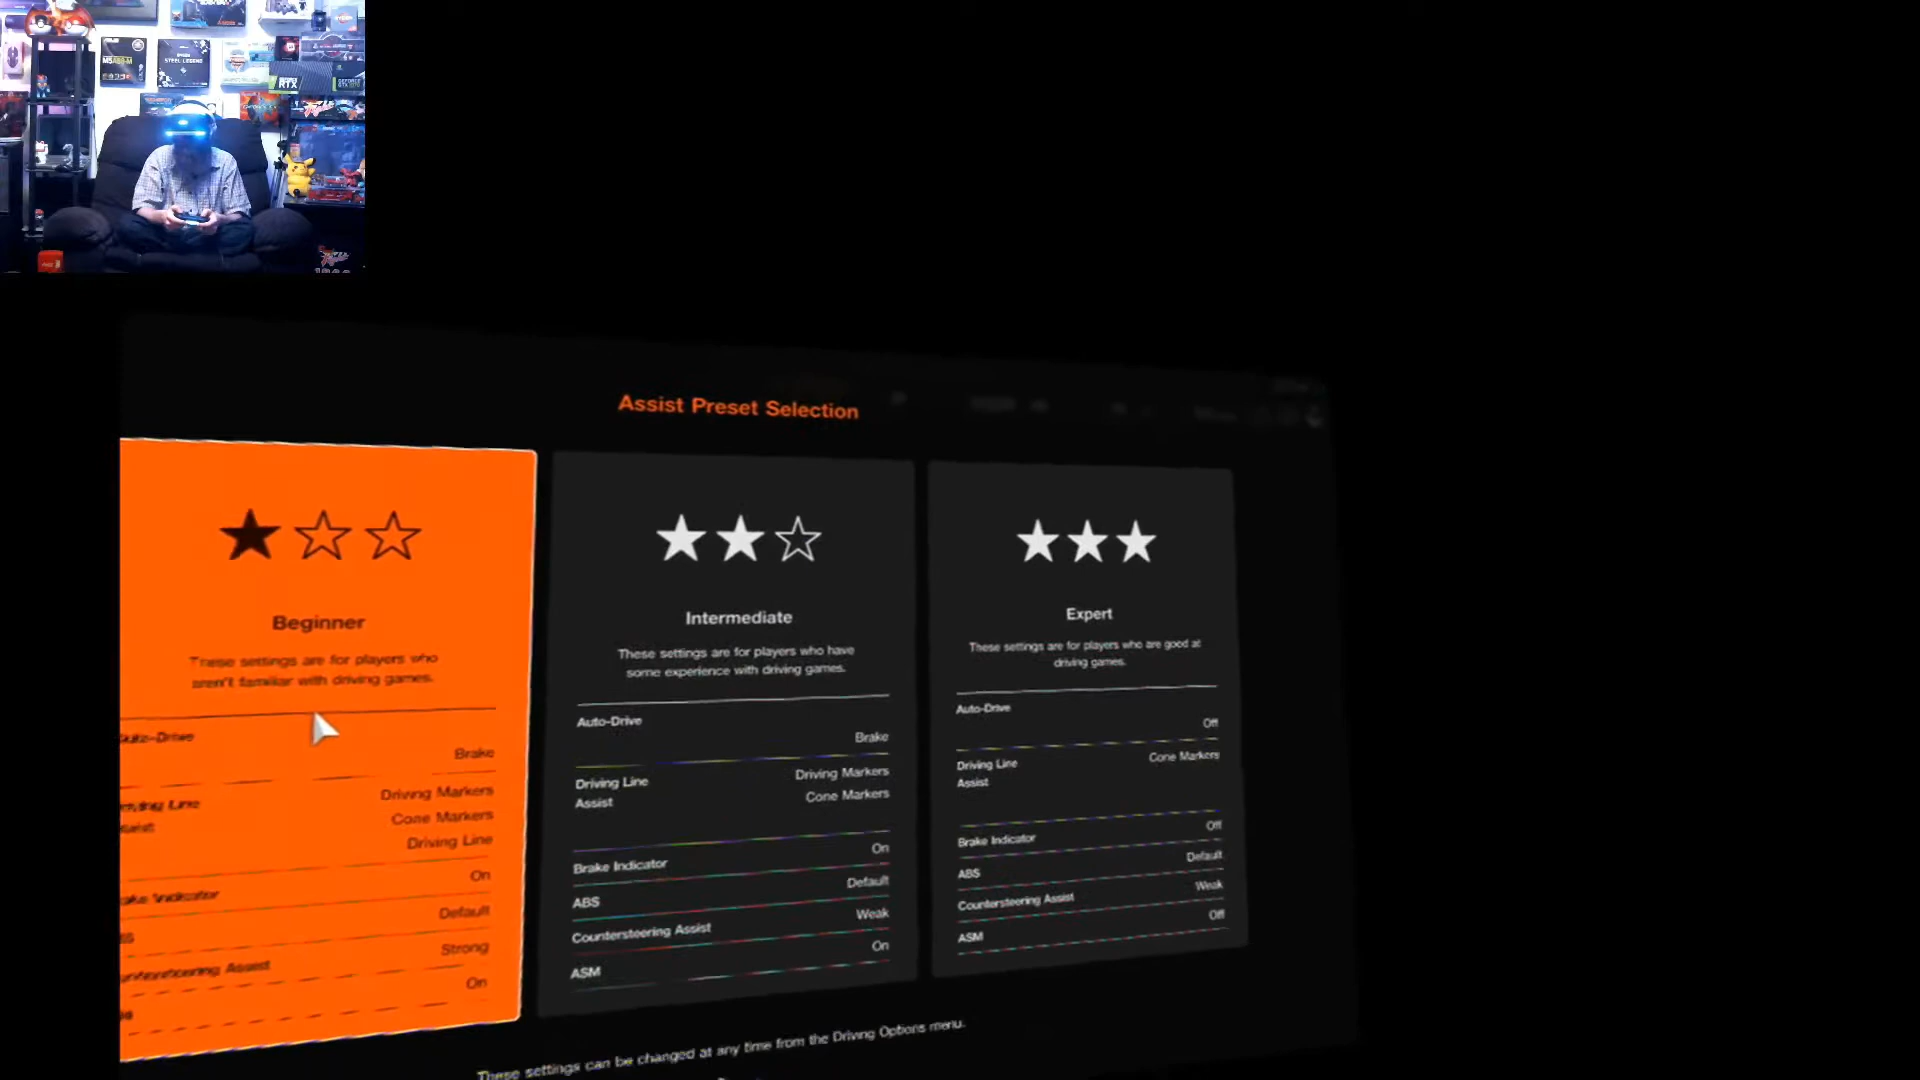 STEEL LEGEND
RTX
Assist Preset Selection
Beginner
These settings are for players who
aren't familiar with driving games.
Brake
Driving Markers
Cone Markers
Driving Line
On
Default
Assist
Strong
On
Intermediate
These settings are for players who have
some experience with driving games.
Auto-Drive
Brake
Driving Line
Assist
Driving Markers
Cone Markers
Brake Indicator
On
ABS
Default
Countersteering Assist
Weak
ASM
On
Expert
These settings are for players who are good at
driving games.
Auto-Drive
Off
Driving Line
Assist
Cone Markers
Brake Indicator
Off
ABS
Default
Countersteering Assist
Weak
ASM
Off
These settings can be changed at any time from the Driving Options menu.